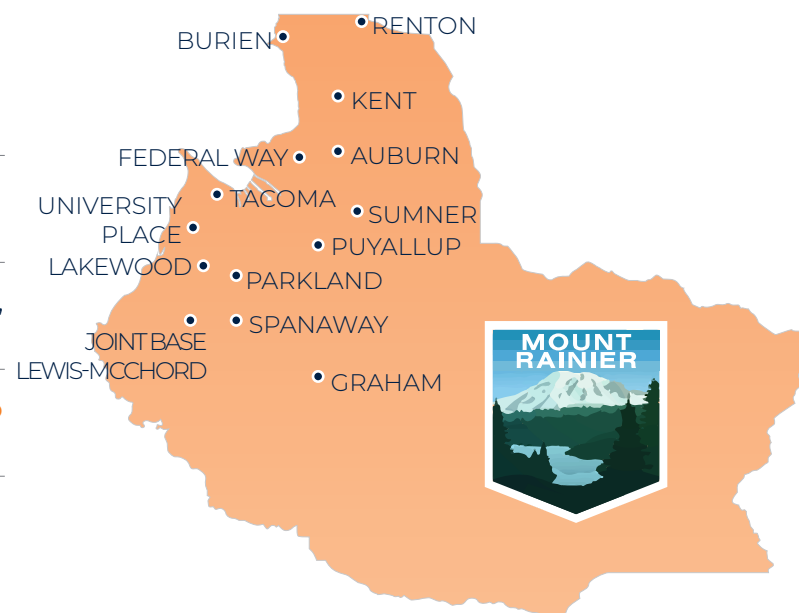 RENTON
BURIEN
KENT
FEDERAL WAY
AUBURN
TACOMA
UNIVERSITY
PLACE
SUMNER
PUYALLUP
LAKEWOOD
PARKLAND
SPANAWAY
JOINT BASE
LEWIS-MCCHORD
GRAHAM
MOUNT
RAINIER